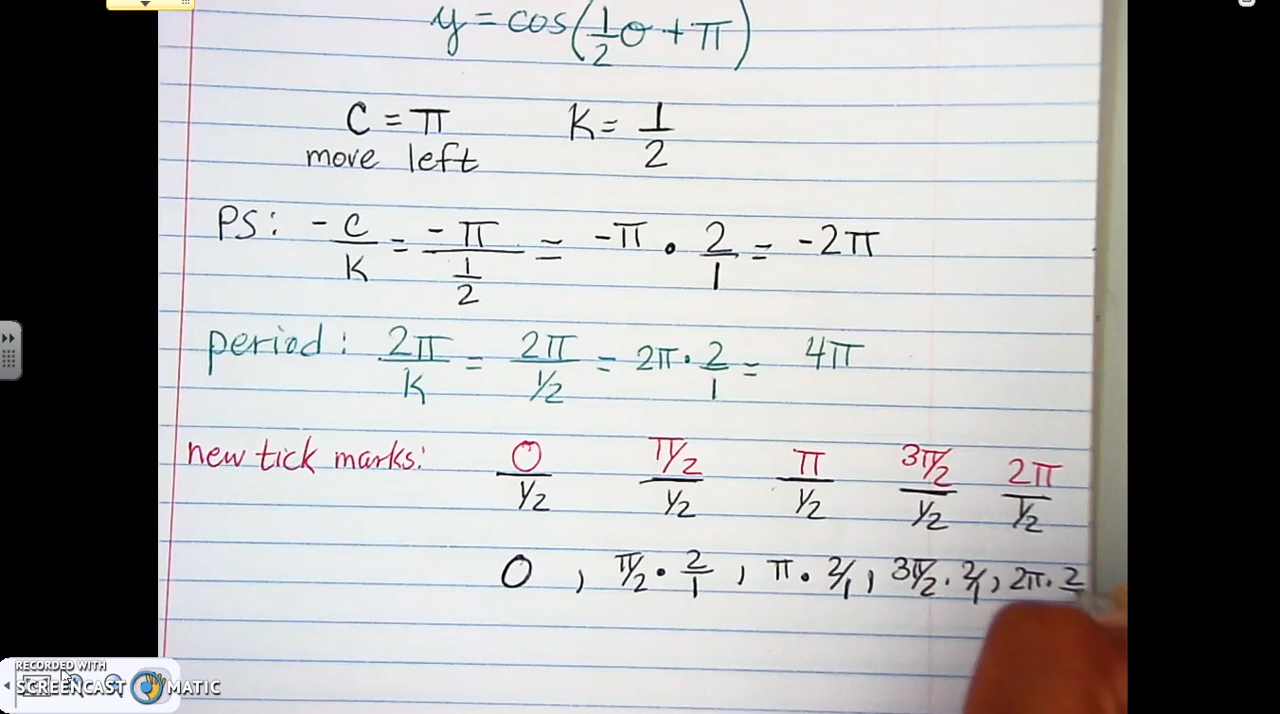 y = cos(1/2 θ + π)
C = π K = 1/2
move left
PS: -C/K = -π/(1/2) = -π · 2/1 = -2π
period: 2π/K = 2π/(1/2) = 2π · 2/1 = 4π
new tick marks: 0/(1/2) (π/2)/(1/2) π/(1/2) (3π/2)/(1/2) 2π/(1/2)
0 , π/2 · 2/1 , π · 2/1 , 3π/2 · 2/1 , 2π · 2/
RECORDED WITH
SCREENCAST MATIC